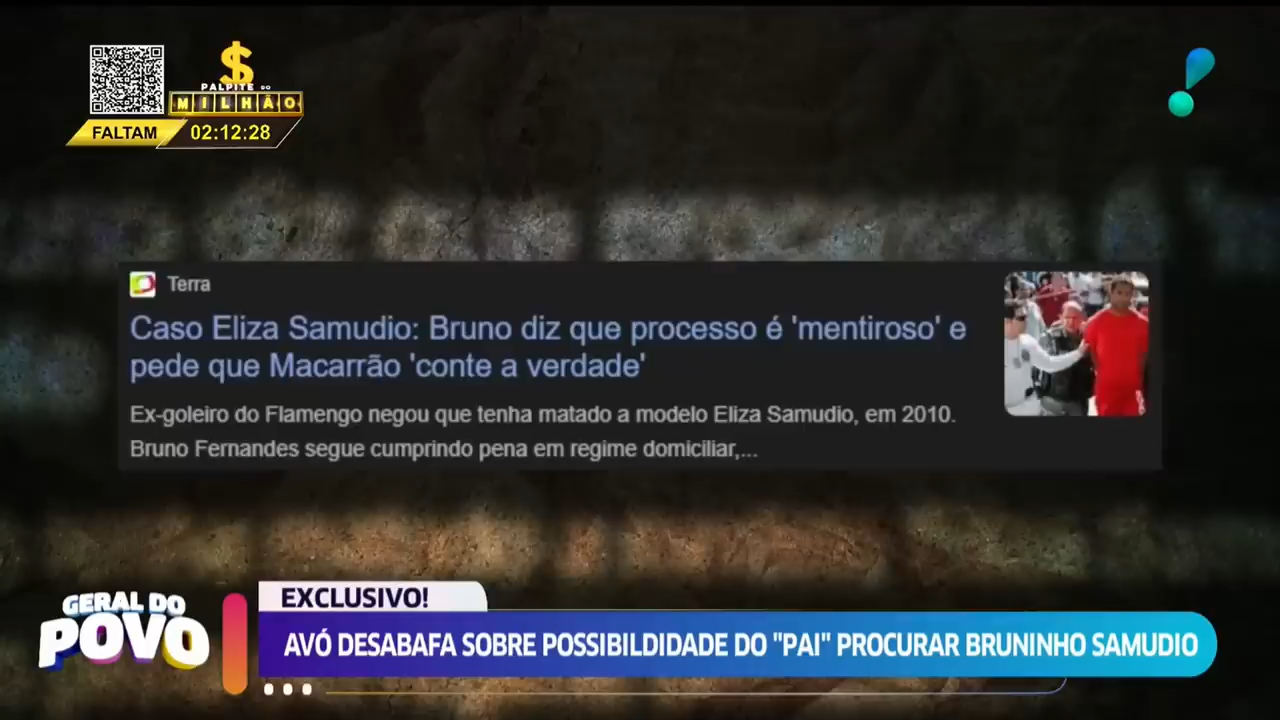 PALPITE DO
MILHÃO
FALTAM 02:12:28
Terra
Caso Eliza Samudio: Bruno diz que processo é 'mentiroso' e
pede que Macarrão 'conte a verdade'
Ex-goleiro do Flamengo negou que tenha matado a modelo Eliza Samudio, em 2010.
Bruno Fernandes segue cumprindo pena em regime domiciliar,...
GERAL DO
POVO
EXCLUSIVO!
AVÓ DESABAFA SOBRE POSSIBILDIDADE DO "PAI" PROCURAR BRUNINHO SAMUDIO